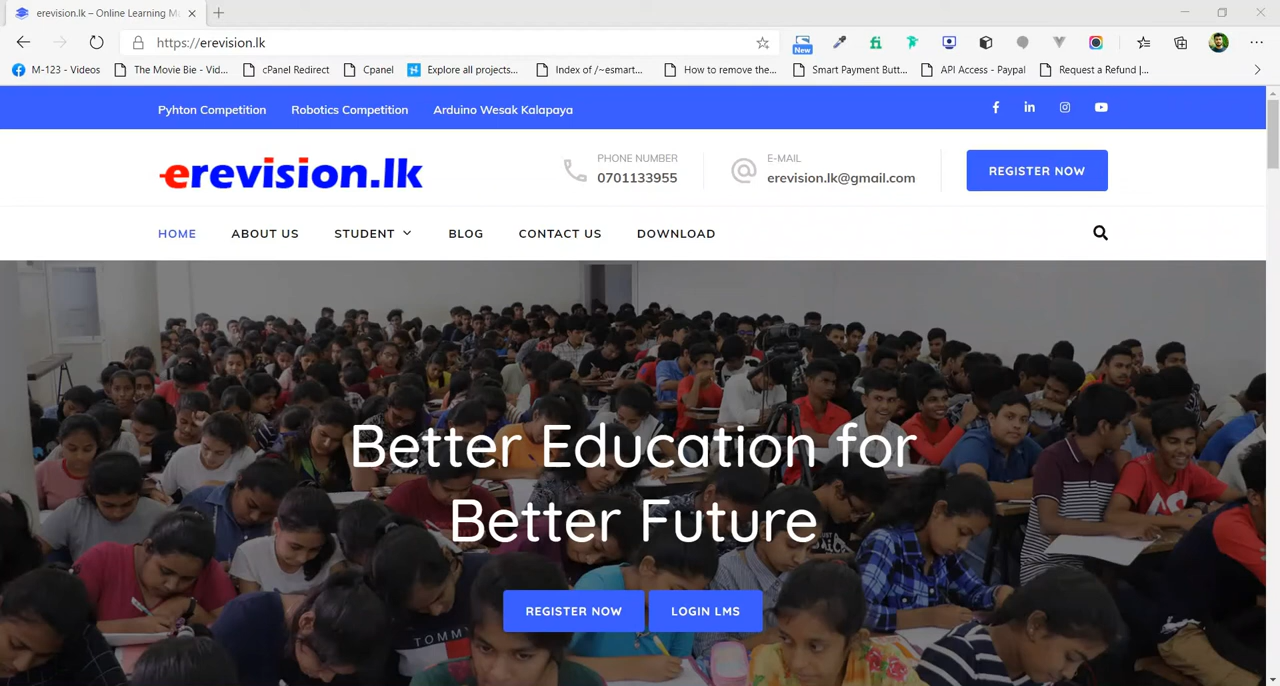 erevision.lk – Online Learning Ma
https://erevision.lk
New
M-123 - Videos
The Movie Bie - Vid...
cPanel Redirect
Cpanel
Explore all projects...
Index of /~esmart...
How to remove the...
Smart Payment Butt...
API Access - Paypal
Request a Refund |...
Pyhton Competition
Robotics Competition
Arduino Wesak Kalapaya
erevision.lk
PHONE NUMBER
0701133955
E-MAIL
erevision.lk@gmail.com
REGISTER NOW
HOME
ABOUT US
STUDENT
BLOG
CONTACT US
DOWNLOAD
Better Education for
Better Future
REGISTER NOW
LOGIN LMS
TOMMY